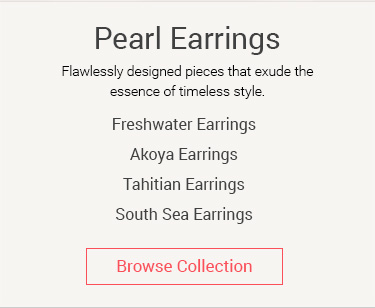 Pearl Earrings
Flawlessly designed pieces that exude the
essence of timeless style.
Freshwater Earrings
Akoya Earrings
Tahitian Earrings
South Sea Earrings
Browse Collection